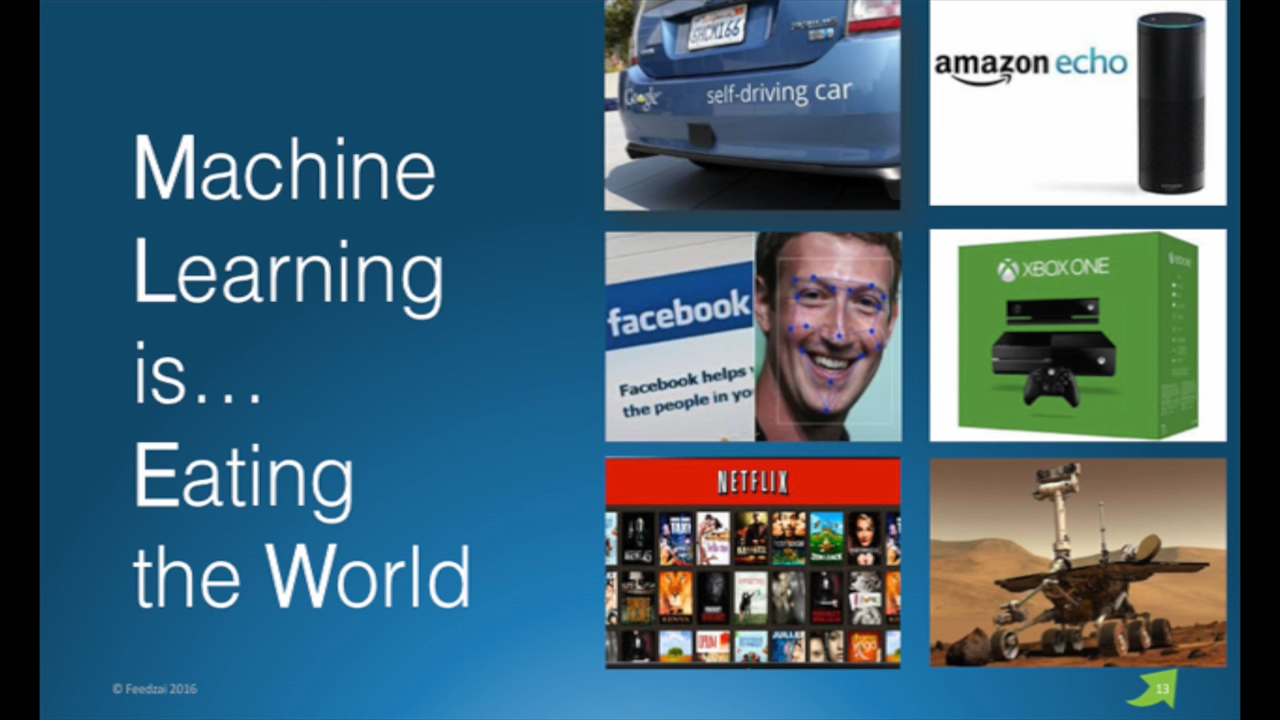 Machine
Learning
is...
Eating
the World
Google
self-driving car
amazon echo
facebook
Facebook helps
the people in yo
XBOX ONE
NETFLIX
© Feedzai 2016
13